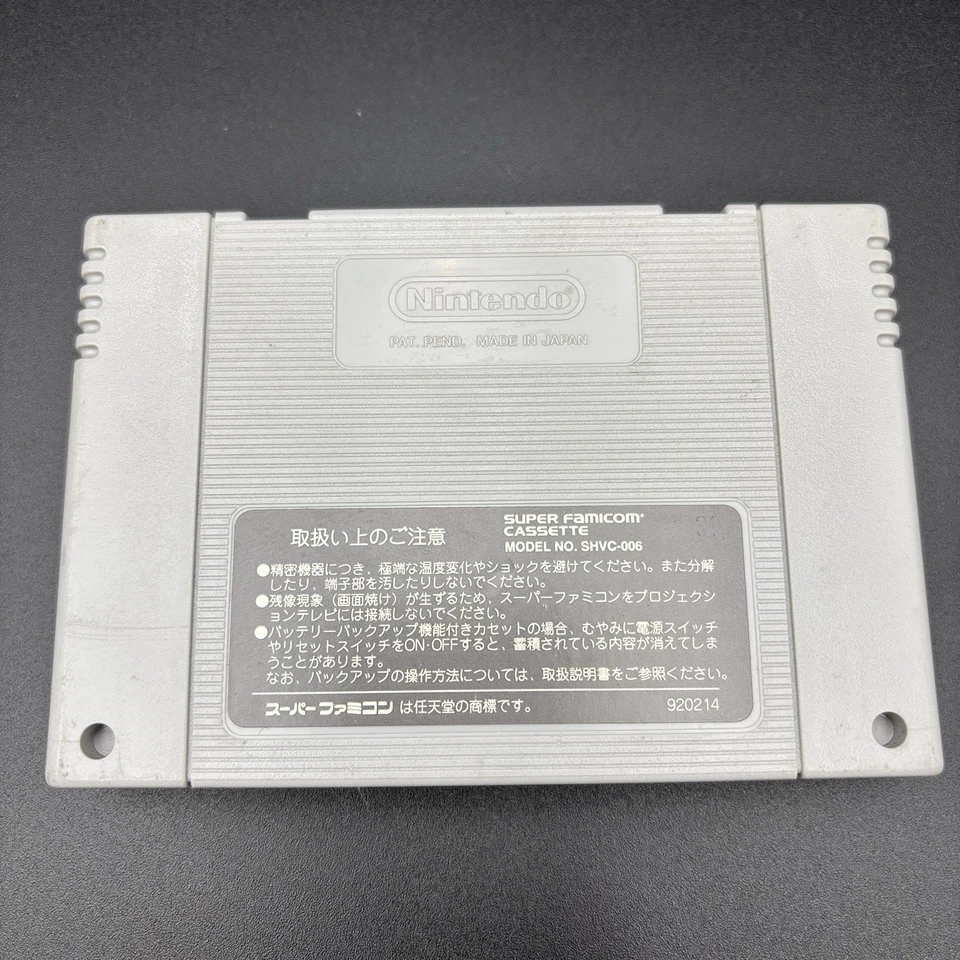 Nintendo®
PAT. PEND. MADE IN JAPAN
取扱い上のご注意
SUPER FAMICOM
CASSETTE
MODEL NO. SHVC-006
●精密機器につき、極端な温度変化やショックを避けてください。また分解
したり、端子部を汚したりしないでください。
●残像現象(画面焼け)が生ずるため、スーパーファミコンをプロジェクシ
ョンテレビには接続しないでください。
●バッテリーバックアップ機能付きカセットの場合、むやみに電源スイッチ
やリセットスイッチをON·OFFすると、蓄積されている内容が消えてしま
うことがあります。
なお、バックアップの操作方法については、取扱説明書をご参照ください。
スーパーファミコン は任天堂の商標です。
920214